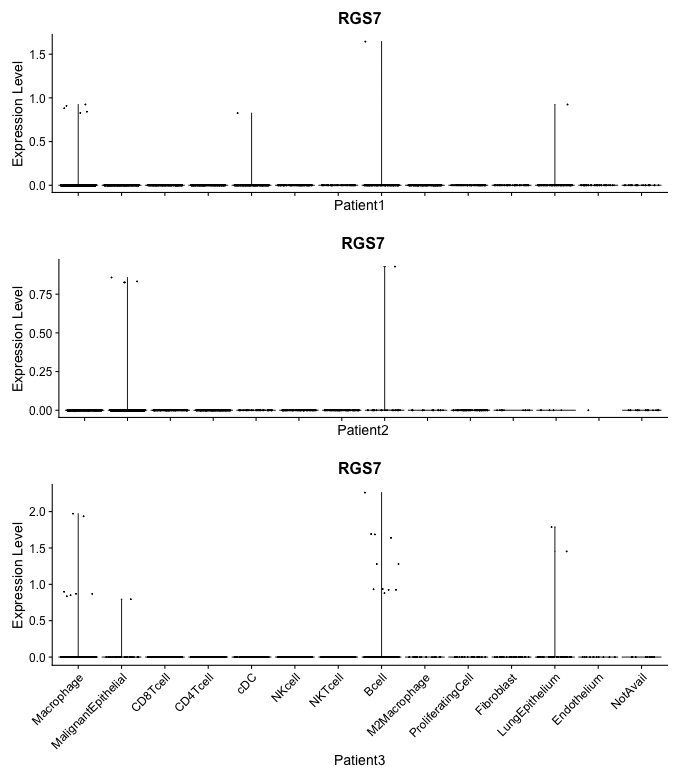 RGS7
Expression Level
1.5
1.0
0.5
0.0
Patient1
RGS7
Expression Level
0.75
0.50
0.25
0.00
Patient2
RGS7
Expression Level
2.0
1.5
1.0
0.5
0.0
Macrophage
MalignantEpithelial
CD8Tcell
CD4Tcell
cDC
NKcell
NKTcell
Bcell
M2Macrophage
ProliferatingCell
Fibroblast
LungEpithelium
Endothelium
NotAvail
Patient3